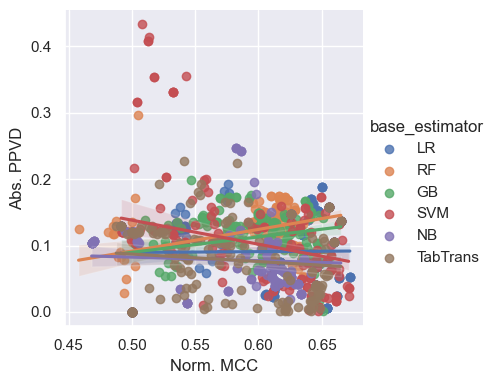 0.4
0.3
0.2
0.1
0.0
Abs. PPVD
0.45 0.50 0.55 0.60 0.65
Norm. MCC
base_estimator
LR
RF
GB
SVM
NB
TabTrans